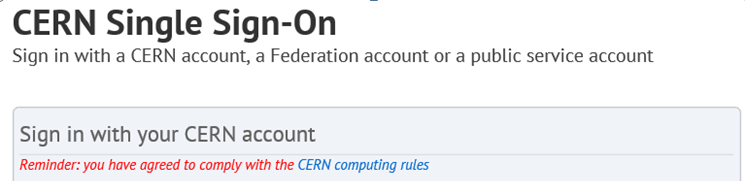 CERN Single Sign-On
Sign in with a CERN account, a Federation account or a public service account
Sign in with your CERN account
Reminder: you have agreed to comply with the CERN computing rules